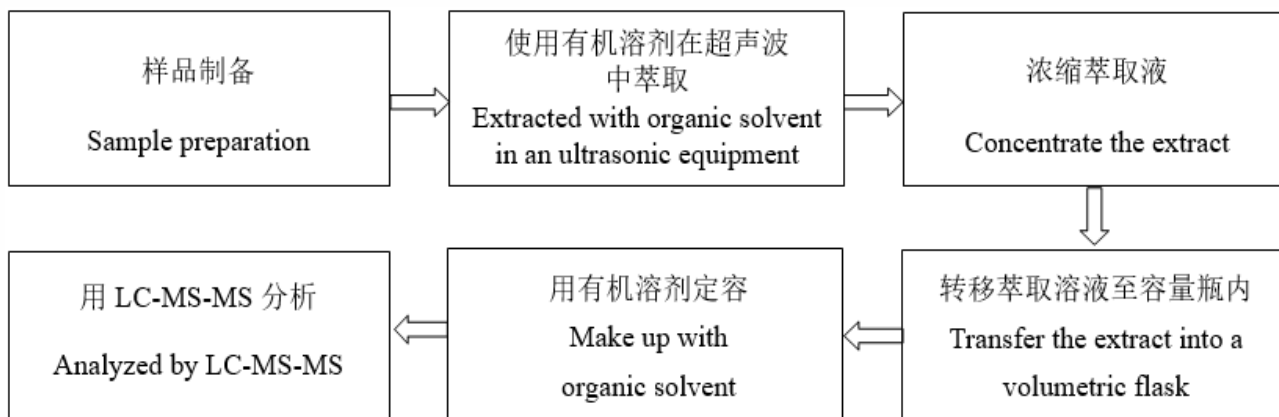 样品制备
Sample preparation
使用有机溶剂在超声波
中萃取
Extracted with organic solvent
in an ultrasonic equipment
浓缩萃取液
Concentrate the extract
转移萃取溶液至容量瓶内
Transfer the extract into a
volumetric flask
用有机溶剂定容
Make up with
organic solvent
用 LC-MS-MS 分析
Analyzed by LC-MS-MS